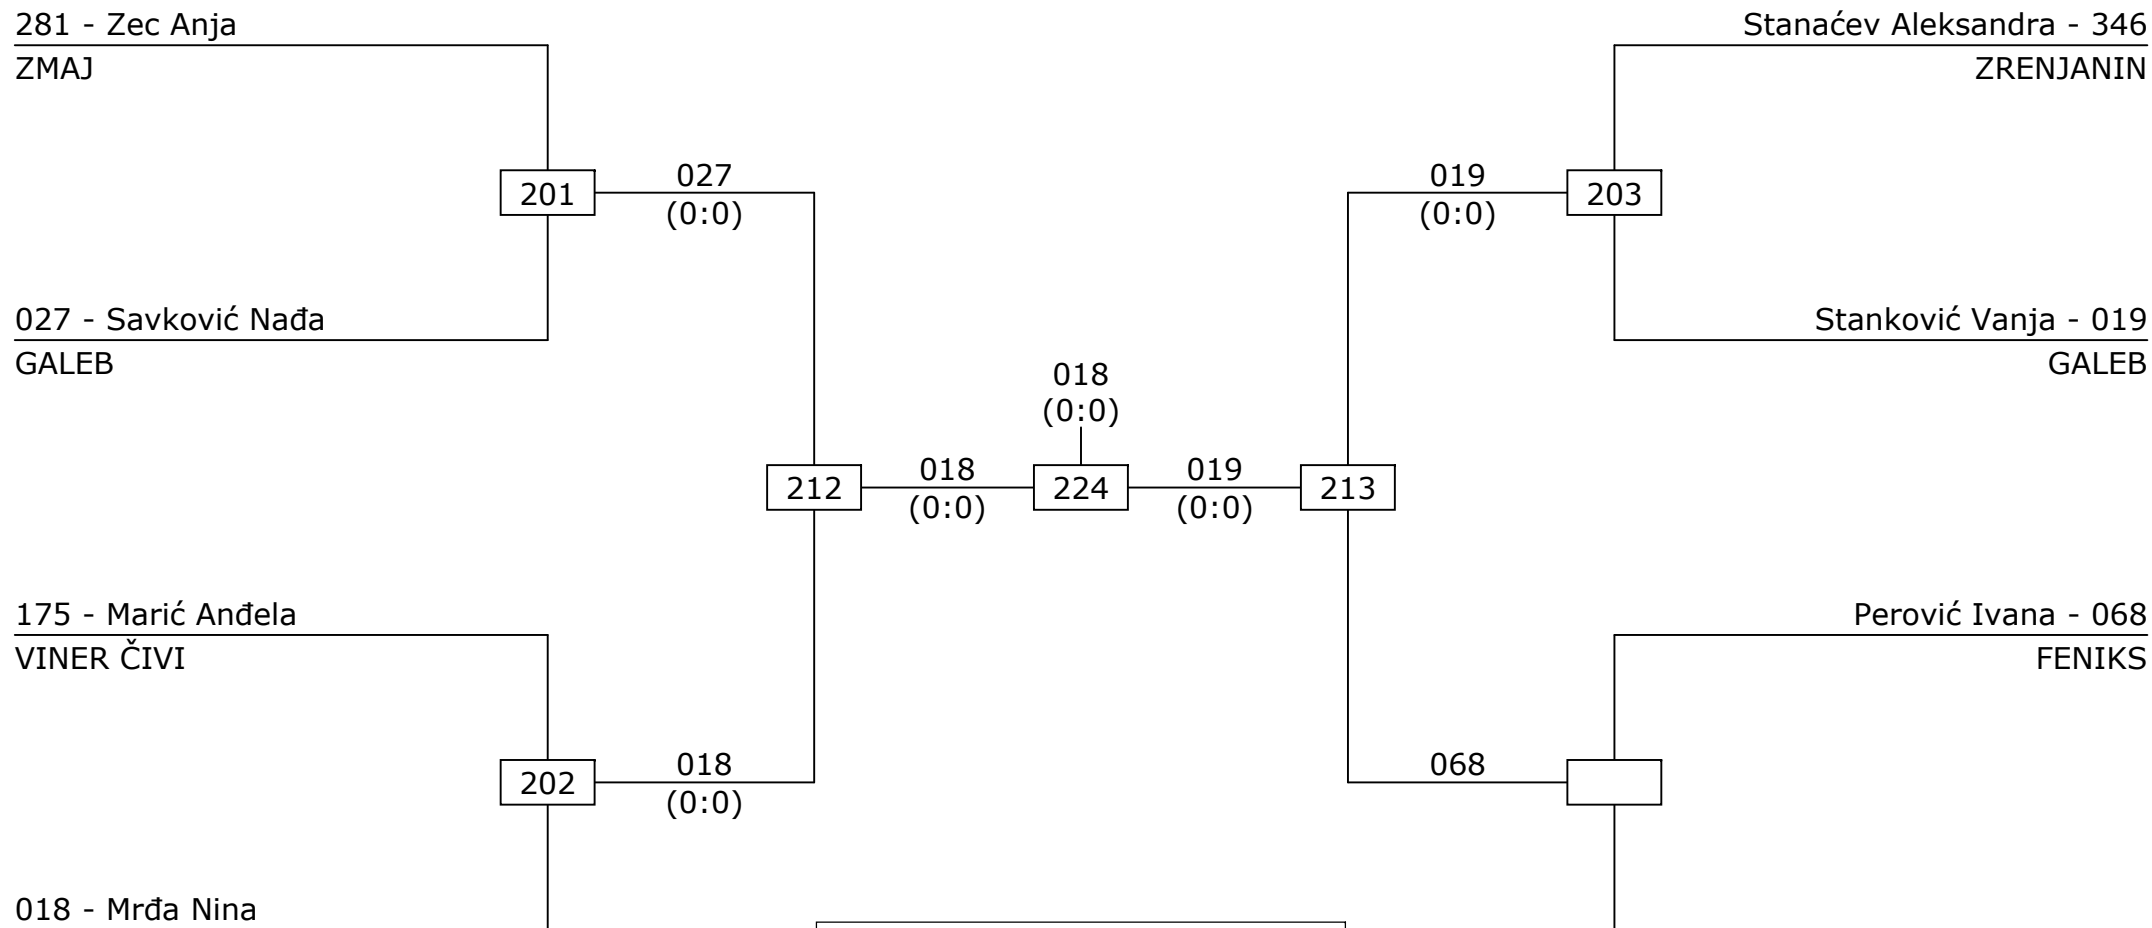 281 - Zec Anja
ZMAJ
Stanaćev Aleksandra - 346
ZRENJANIN
201
027
(0:0)
019
(0:0)
203
027 - Savković Nađa
GALEB
Stanković Vanja - 019
GALEB
018
(0:0)
212
018
(0:0)
224
019
(0:0)
213
175 - Marić Anđela
VINER ČIVI
Perović Ivana - 068
FENIKS
202
018
(0:0)
068
018 - Mrđa Nina